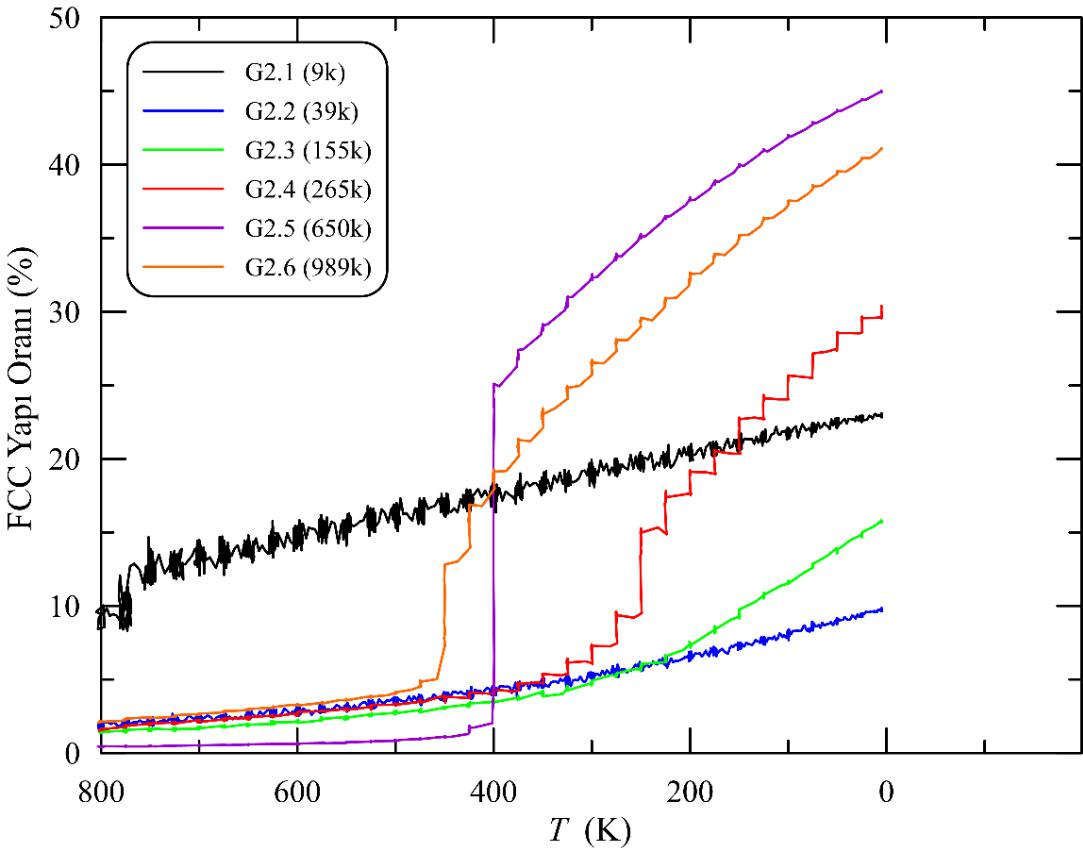 50
40
30
20
10
0
FCC Yapı Oranı (%)
G2.1 (9k)
G2.2 (39k)
G2.3 (155k)
G2.4 (265k)
G2.5 (650k)
G2.6 (989k)
800 600 400 200 0
T (K)